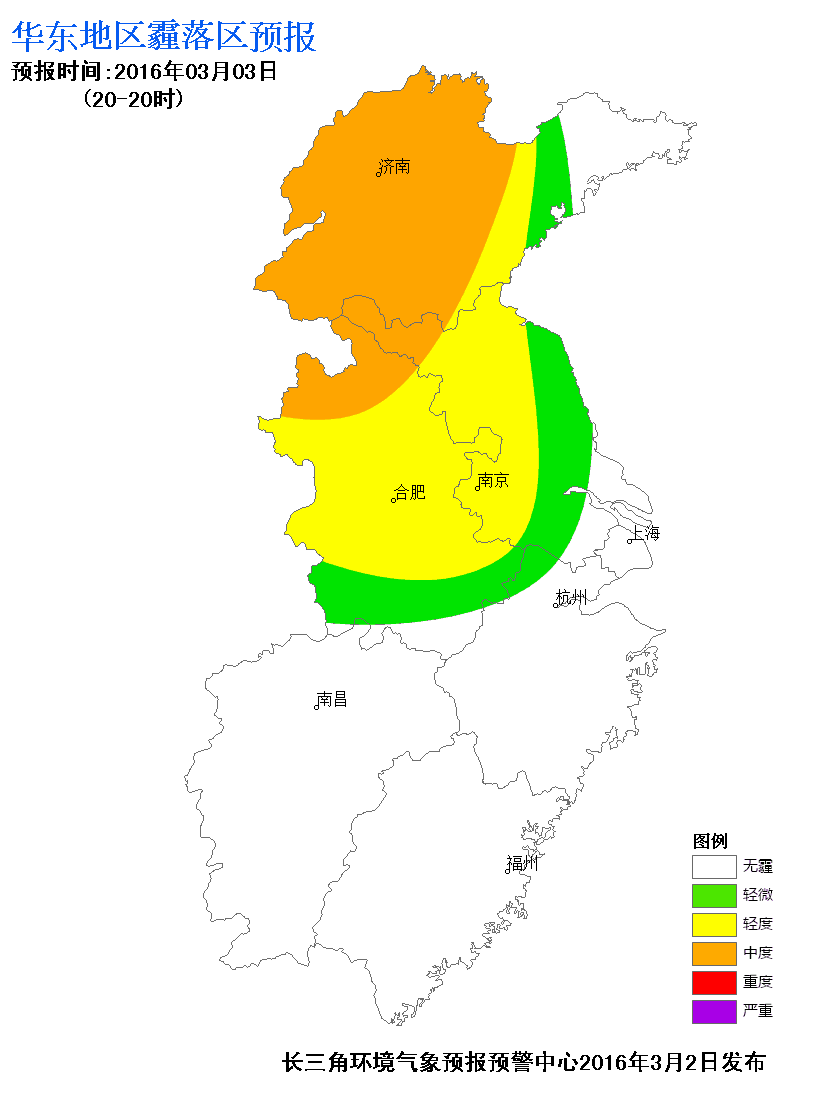 华东地区霾落区预报
预报时间:2016年03月03日
(20-20时)
济南
南京
合肥
上海
杭州
南昌
福州
图例
无霾
轻微
轻度
中度
重度
严重
长三角环境气象预报预警中心2016年3月2日发布